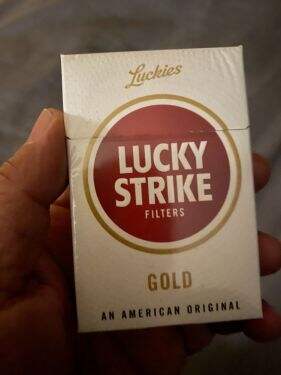 Luckies
LUCKY
STRIKE
FILTERS
GOLD
AN AMERICAN ORIGINAL